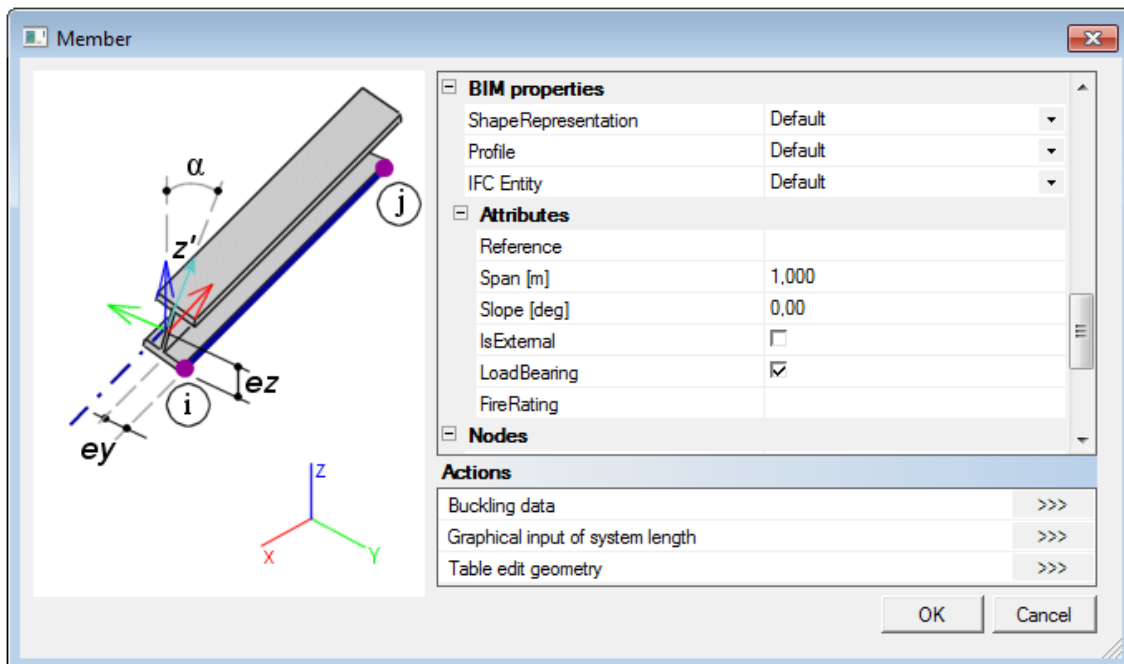 Member
α
z'
j
i
ez
ey
Z
X
Y
BIM properties
ShapeRepresentation Default
Profile Default
IFC Entity Default
Attributes
Reference
Span [m] 1,000
Slope [deg] 0,00
IsExternal
LoadBearing
FireRating
Nodes
Actions
Buckling data >>>
Graphical input of system length >>>
Table edit geometry >>>
OK Cancel